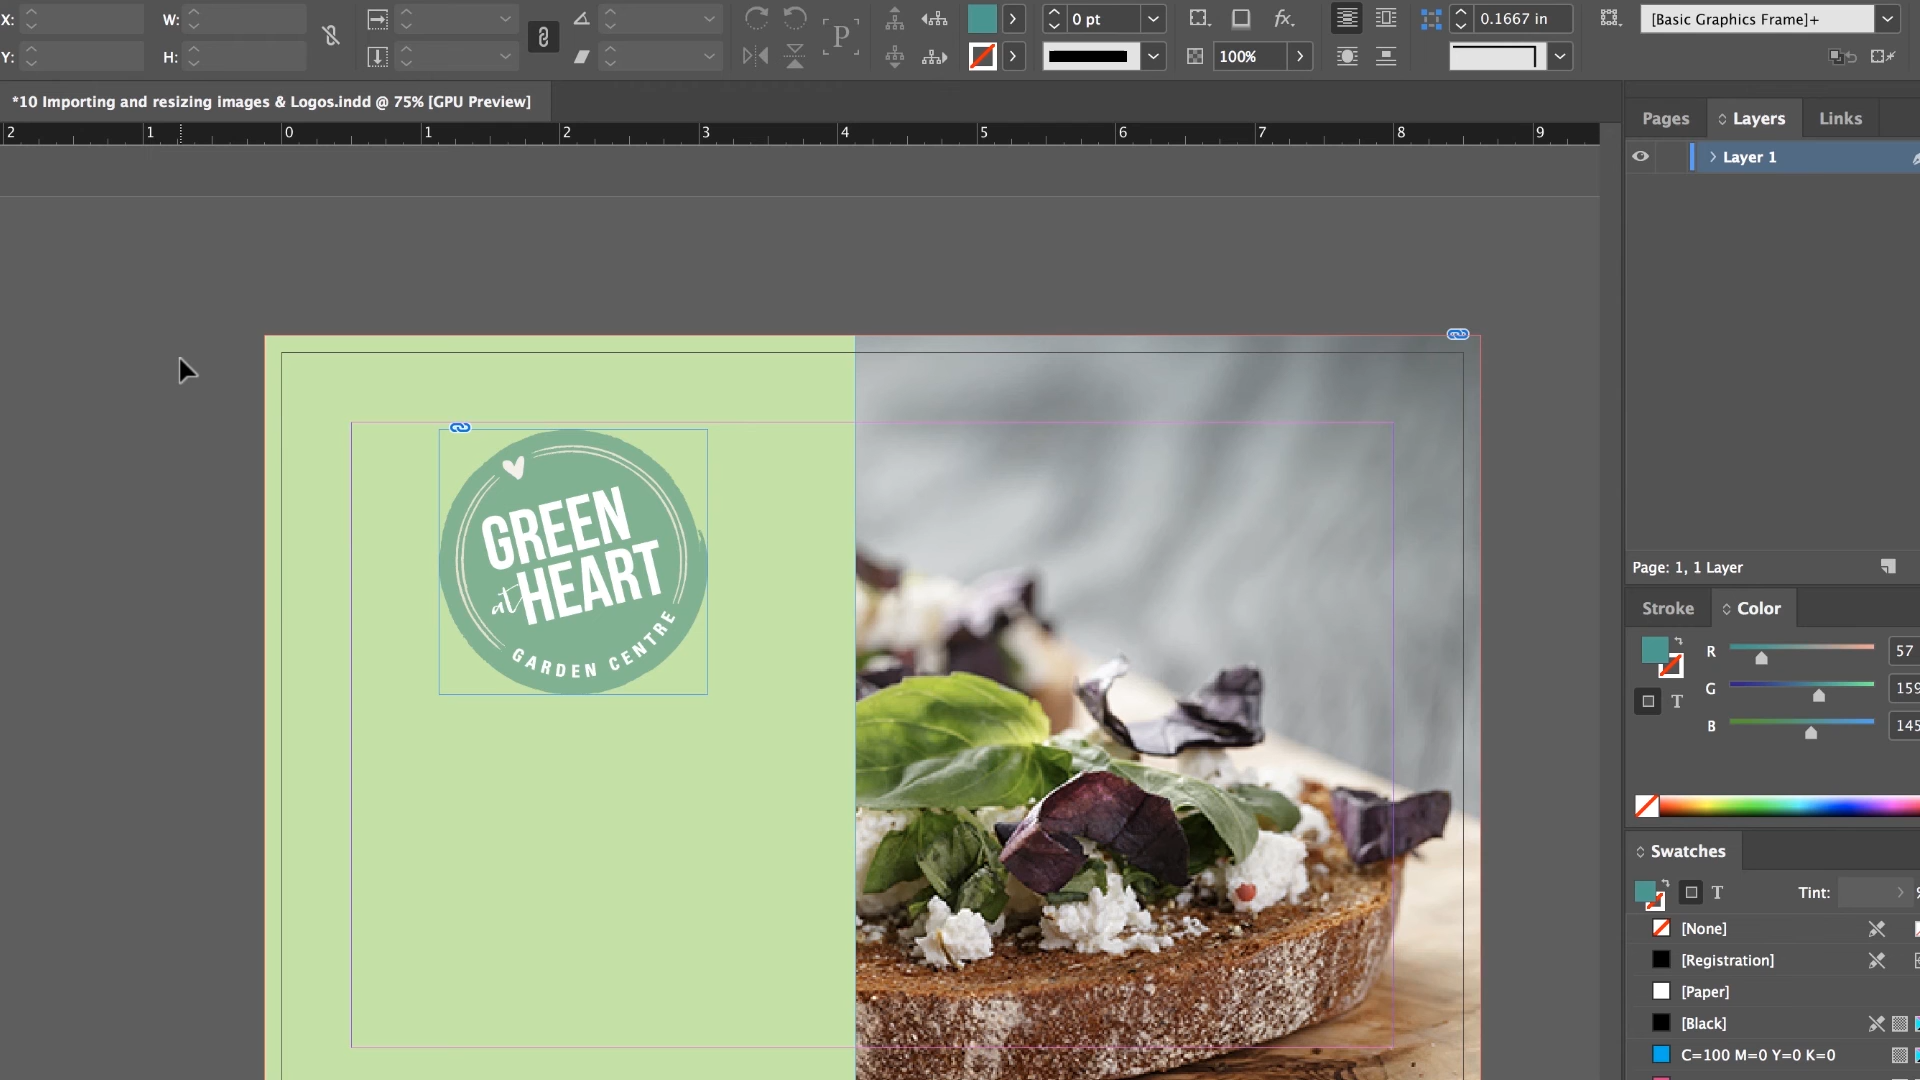 X: W: 0 pt 0.1667 in [Basic Graphics Frame]+
Y: H: P 100%
fx.
*10 Importing and resizing images & Logos.indd @ 75% [GPU Preview]
2 1 0 1 2 3 4 5 6 7 8 9
Pages Layers Links
Layer 1
GREEN
at HEART
GARDEN CENTRE
Page: 1, 1 Layer
Stroke Color
R 57
G 159
T
B 145
Swatches
T Tint:
[None]
[Registration]
[Paper]
[Black]
C=100 M=0 Y=0 K=0